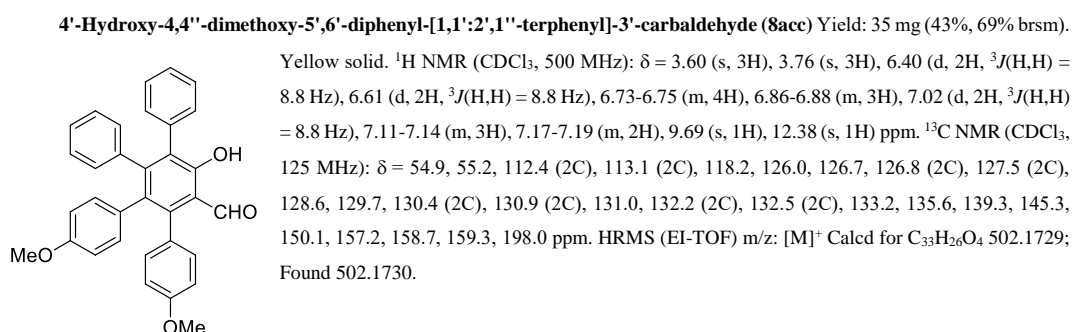 4'-Hydroxy-4,4''-dimethoxy-5',6'-diphenyl-[1,1':2',1''-terphenyl]-3'-carbaldehyde (8acc) Yield: 35 mg (43%, 69% brsm).
Yellow solid. ¹H NMR (CDCl₃, 500 MHz): δ = 3.60 (s, 3H), 3.76 (s, 3H), 6.40 (d, 2H, ³J(H,H) =
8.8 Hz), 6.61 (d, 2H, ³J(H,H) = 8.8 Hz), 6.73-6.75 (m, 4H), 6.86-6.88 (m, 3H), 7.02 (d, 2H, ³J(H,H)
= 8.8 Hz), 7.11-7.14 (m, 3H), 7.17-7.19 (m, 2H), 9.69 (s, 1H), 12.38 (s, 1H) ppm. ¹³C NMR (CDCl₃,
125 MHz): δ = 54.9, 55.2, 112.4 (2C), 113.1 (2C), 118.2, 126.0, 126.7, 126.8 (2C), 127.5 (2C),
128.6, 129.7, 130.4 (2C), 130.9 (2C), 131.0, 132.2 (2C), 132.5 (2C), 133.2, 135.6, 139.3, 145.3,
150.1, 157.2, 158.7, 159.3, 198.0 ppm. HRMS (EI-TOF) m/z: [M]⁺ Calcd for C₃₃H₂₆O₄ 502.1729;
Found 502.1730.
OH
CHO
MeO
OMe